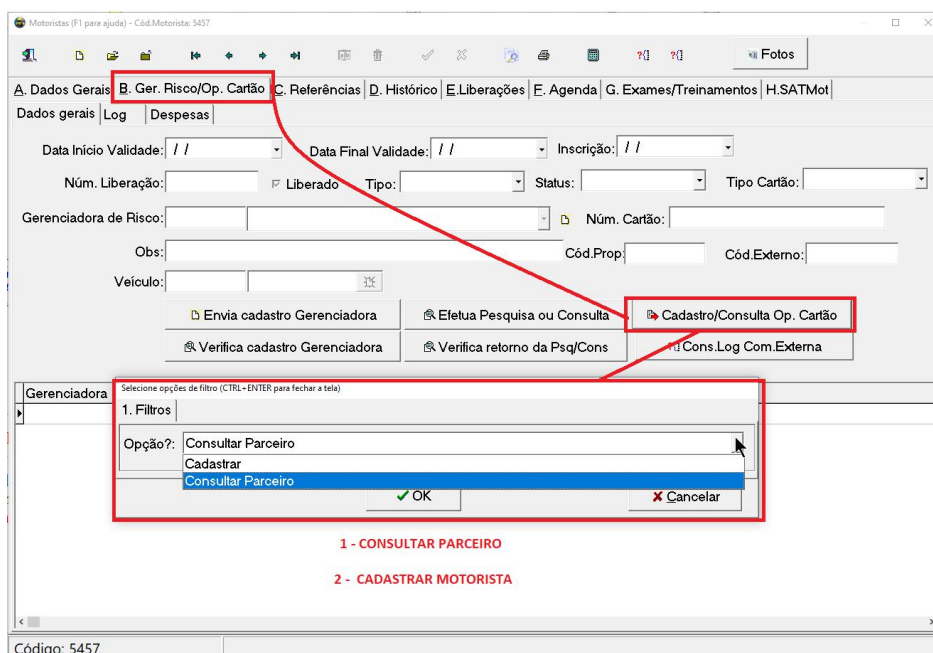 Motoristas (F1 para ajuda) - Cód.Motorista: 5457
?{} ?{} Fotos
A. Dados Gerais B. Ger. Risco/Op. Cartão C. Referências D. Histórico E.Liberações F. Agenda G. Exames/Treinamentos H.SATMot
Dados gerais Log Despesas
Data Início Validade: / / Data Final Validade: / / Inscrição: / /
Núm. Liberação: Liberado Tipo: Status: Tipo Cartão:
Gerenciadora de Risco: Núm. Cartão:
Obs: Cód.Prop: Cód.Externo:
Veículo:
Envia cadastro Gerenciadora Efetua Pesquisa ou Consulta Cadastro/Consulta Op. Cartão
Verifica cadastro Gerenciadora Verifica retorno da Psq/Cons Cons.Log Com.Externa
Gerenciadora
Selecione opções de filtro (CTRL+ENTER para fechar a tela)
1. Filtros
Opção?: Consultar Parceiro
Cadastrar
Consultar Parceiro
OK Cancelar
1 - CONSULTAR PARCEIRO
2 - CADASTRAR MOTORISTA
Código: 5457